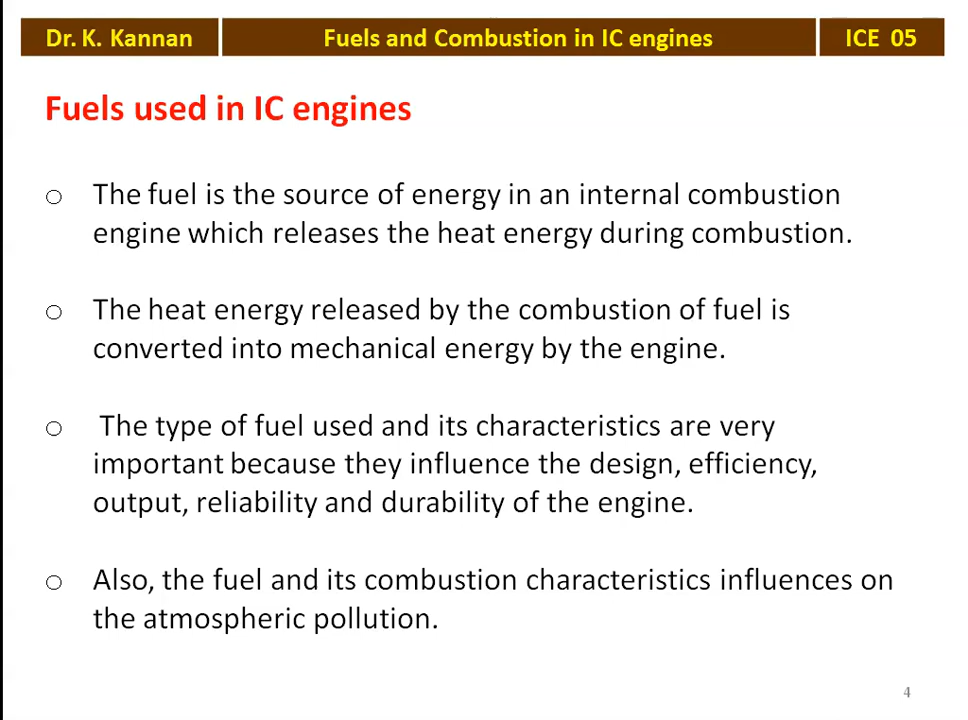 Dr. K. Kannan
Fuels and Combustion in IC engines
ICE 05
Fuels used in IC engines
o The fuel is the source of energy in an internal combustion
engine which releases the heat energy during combustion.
o The heat energy released by the combustion of fuel is
converted into mechanical energy by the engine.
o The type of fuel used and its characteristics are very
important because they influence the design, efficiency,
output, reliability and durability of the engine.
o Also, the fuel and its combustion characteristics influences on
the atmospheric pollution.
4